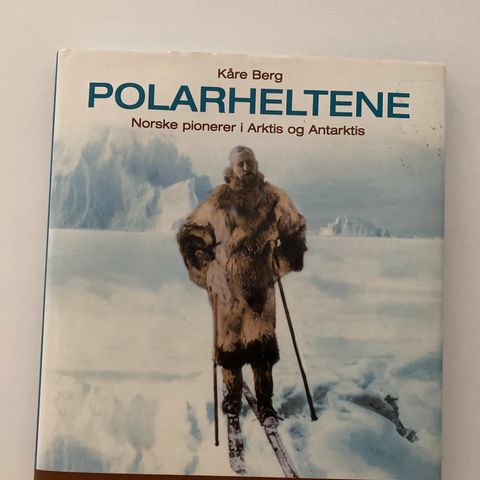 Kåre Berg
POLARHELTENE
Norske pionerer i Arktis og Antarktis